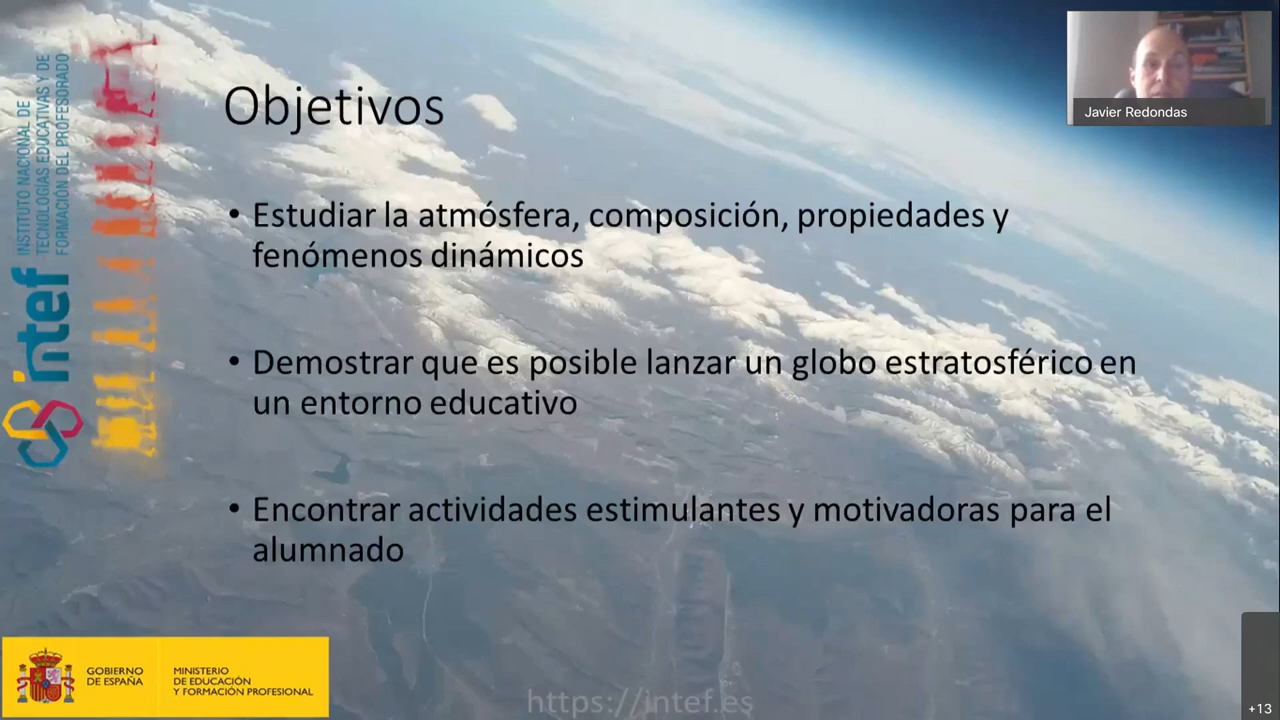 INSTITUTO NACIONAL DE
TECNOLOGÍAS EDUCATIVAS Y DE
FORMACIÓN DEL PROFESORADO
intef
Objetivos
Javier Redondas
• Estudiar la atmósfera, composición, propiedades y
fenómenos dinámicos
• Demostrar que es posible lanzar un globo estratosférico en
un entorno educativo
• Encontrar actividades estimulantes y motivadoras para el
alumnado
GOBIERNO
DE ESPAÑA
MINISTERIO
DE EDUCACIÓN
Y FORMACIÓN PROFESIONAL
https://intef.es
+13